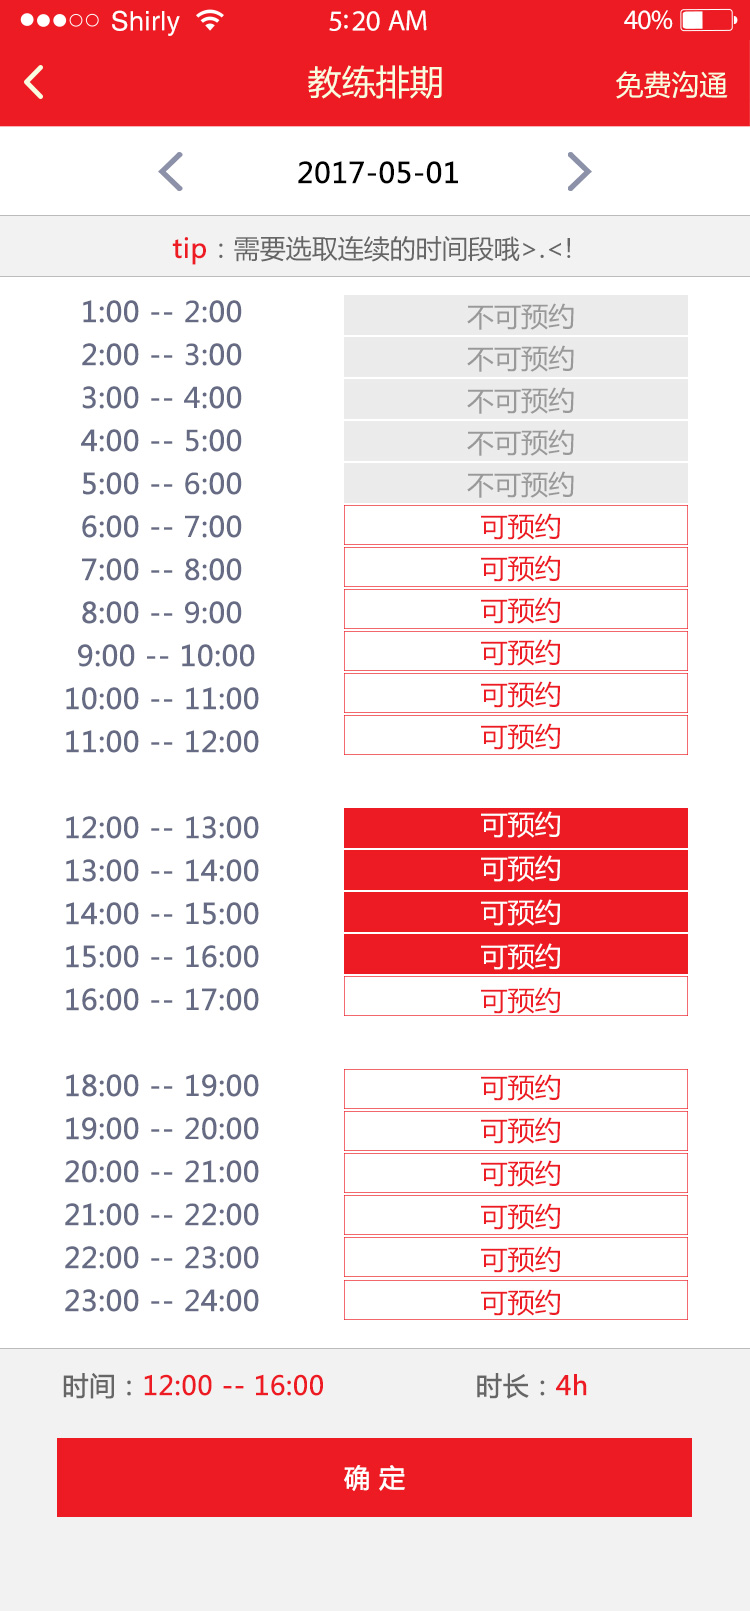 Shirly 5:20 AM 40%
教练排期 免费沟通
2017-05-01
tip：需要选取连续的时间段哦>.<!
1:00 -- 2:00 不可预约
2:00 -- 3:00 不可预约
3:00 -- 4:00 不可预约
4:00 -- 5:00 不可预约
5:00 -- 6:00 不可预约
6:00 -- 7:00 可预约
7:00 -- 8:00 可预约
8:00 -- 9:00 可预约
9:00 -- 10:00 可预约
10:00 -- 11:00 可预约
11:00 -- 12:00 可预约
12:00 -- 13:00 可预约
13:00 -- 14:00 可预约
14:00 -- 15:00 可预约
15:00 -- 16:00 可预约
16:00 -- 17:00 可预约
18:00 -- 19:00 可预约
19:00 -- 20:00 可预约
20:00 -- 21:00 可预约
21:00 -- 22:00 可预约
22:00 -- 23:00 可预约
23:00 -- 24:00 可预约
时间：12:00 -- 16:00 时长：4h
确 定